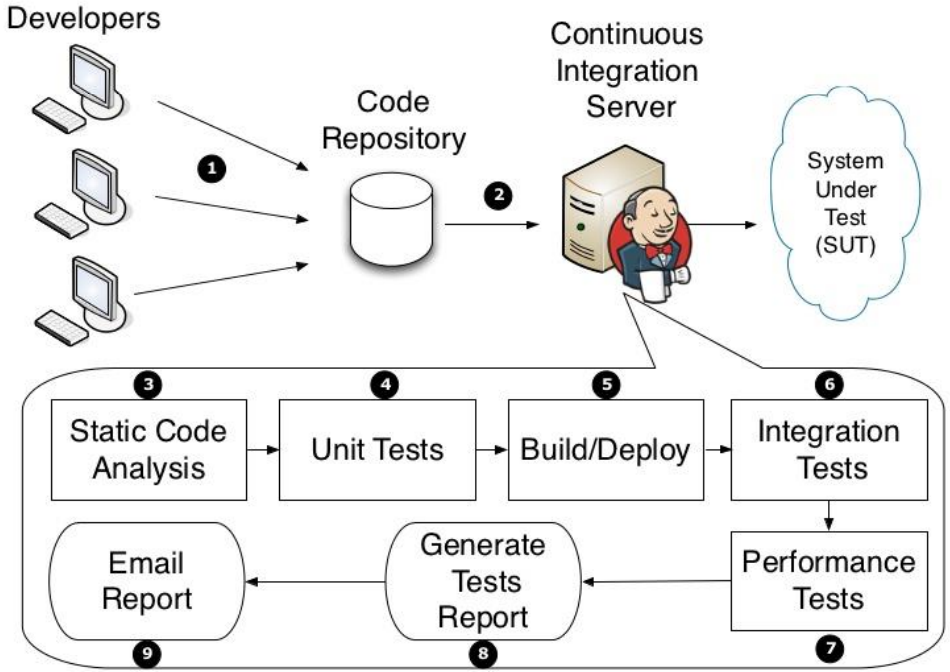 Developers
Continuous
Integration
Server
Code
Repository
1
2
System
Under
Test
(SUT)
3
4
5
6
Static Code
Analysis
Unit Tests
Build/Deploy
Integration
Tests
Performance
Tests
7
Generate
Tests
Report
8
Email
Report
9